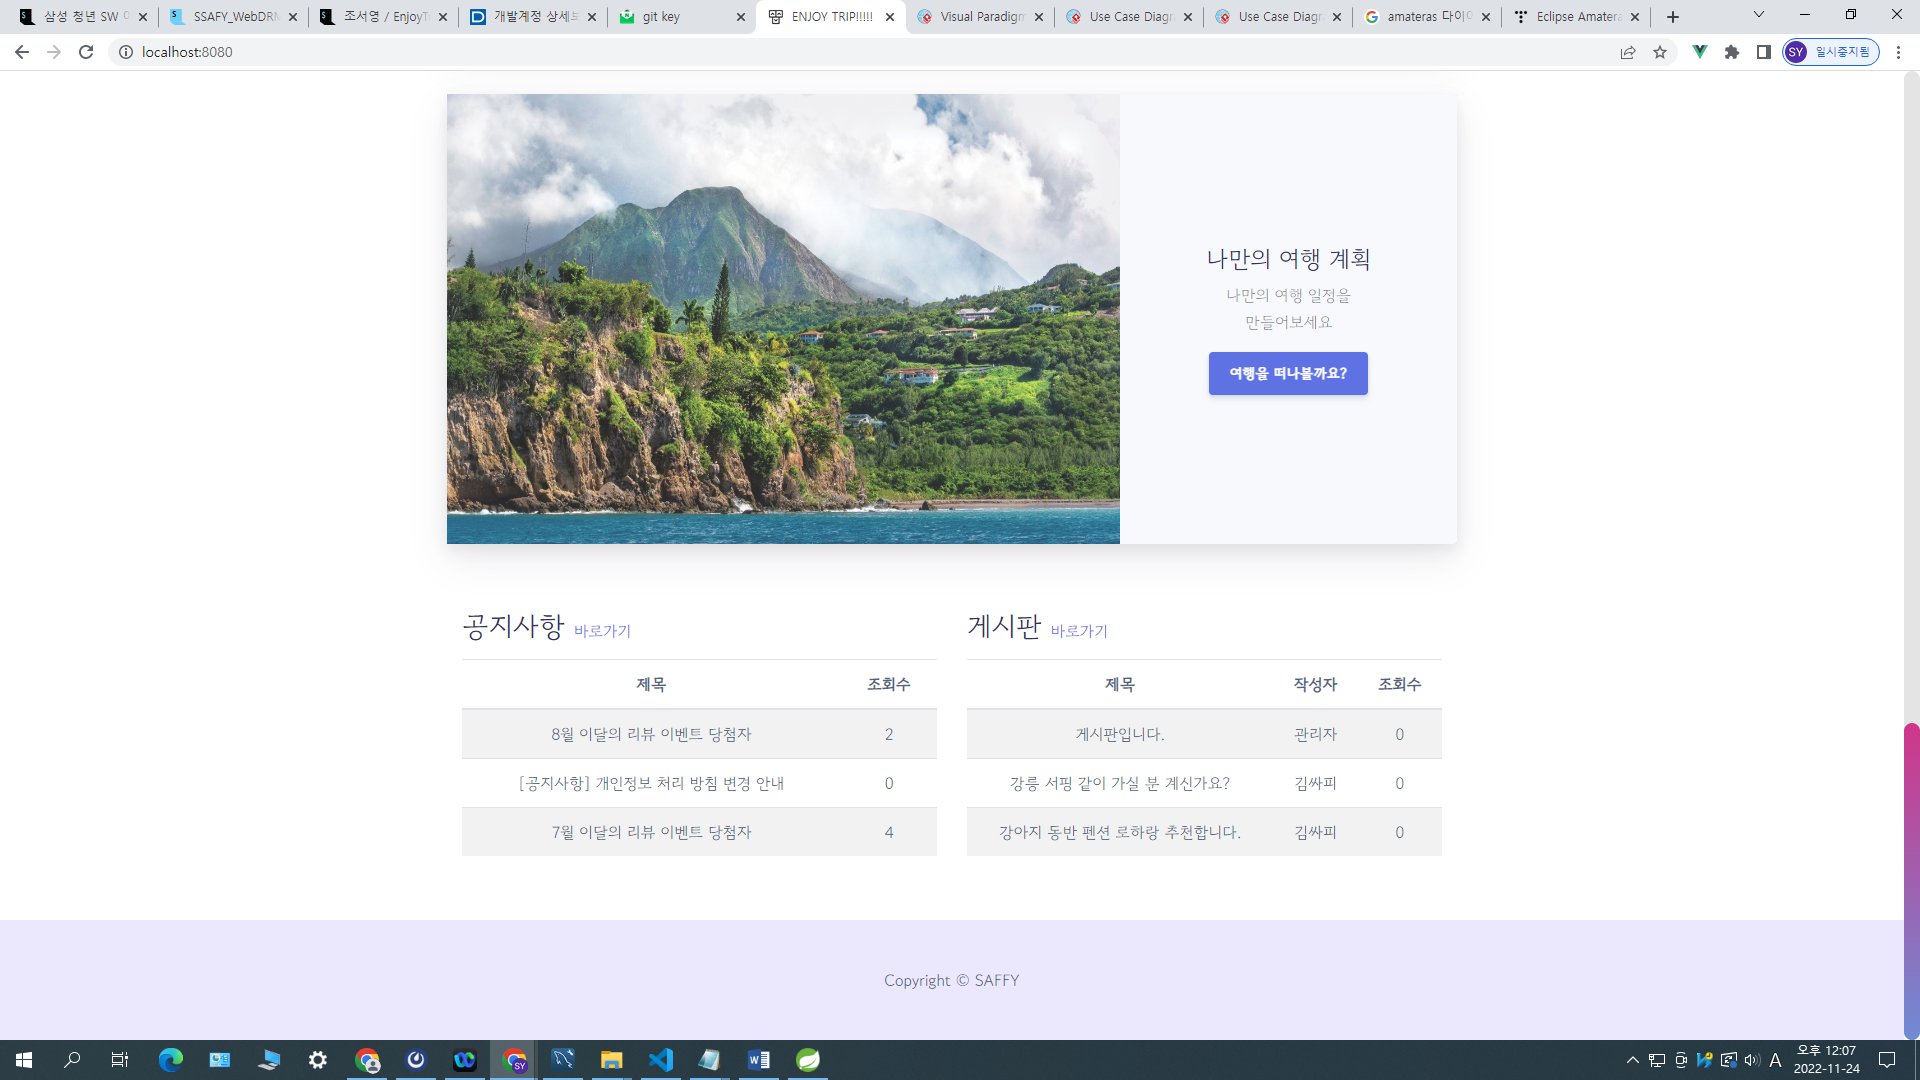 삼성 청년 SW
SSAFY_WebDRM
조서영 / EnjoyTr
개발계정 상세보
git key
ENJOY TRIP!!!!!
Visual Paradigm
Use Case Diagr
Use Case Diagr
amateras 다이어
Eclipse Amatera
localhost:8080
SY 일시중지됨
나만의 여행 계획
나만의 여행 일정을
만들어보세요
여행을 떠나볼까요?
공지사항 바로가기
제목 조회수
8월 이달의 리뷰 이벤트 당첨자 2
[공지사항] 개인정보 처리 방침 변경 안내 0
7월 이달의 리뷰 이벤트 당첨자 4
게시판 바로가기
제목 작성자 조회수
게시판입니다. 관리자 0
강릉 서핑 같이 가실 분 계신가요? 김싸피 0
강아지 동반 펜션 로하랑 추천합니다. 김싸피 0
Copyright © SAFFY
SY
A
오후 12:07
2022-11-24